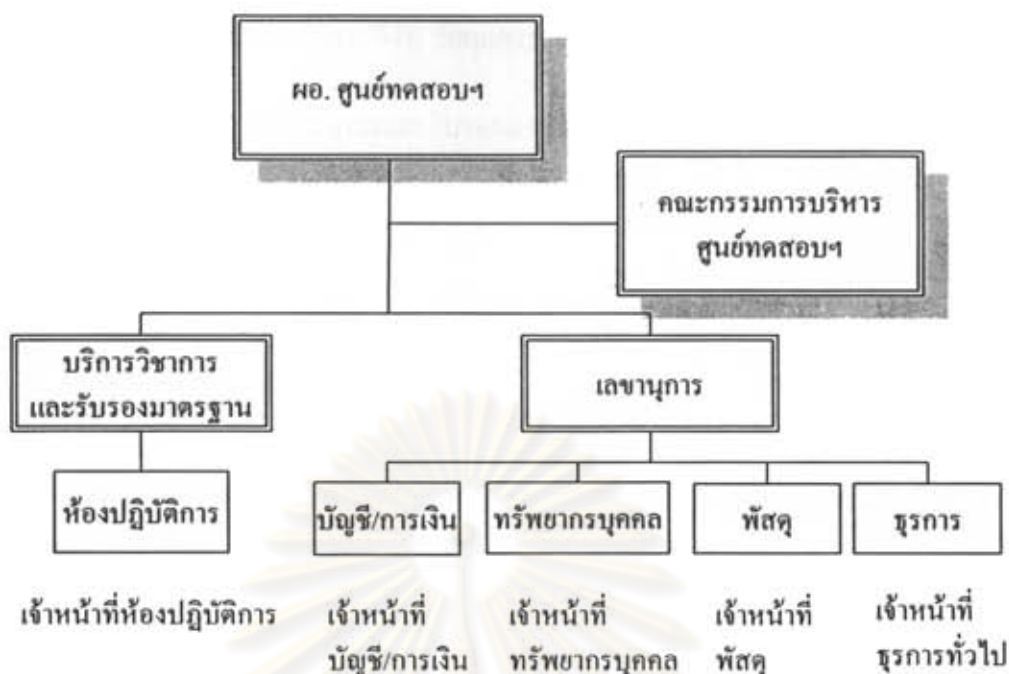 ผอ. ศูนย์ทดสอบฯ
คณะกรรมการบริหาร
ศูนย์ทดสอบฯ
บริการวิชาการ
และรับรองมาตรฐาน
เลขานุการ
ห้องปฏิบัติการ
บัญชี/การเงิน
ทรัพยากรบุคคล
พัสดุ
ธุรการ
เจ้าหน้าที่ห้องปฏิบัติการ
เจ้าหน้าที่
บัญชี/การเงิน
เจ้าหน้าที่
ทรัพยากรบุคคล
เจ้าหน้าที่
พัสดุ
เจ้าหน้าที่
ธุรการทั่วไป